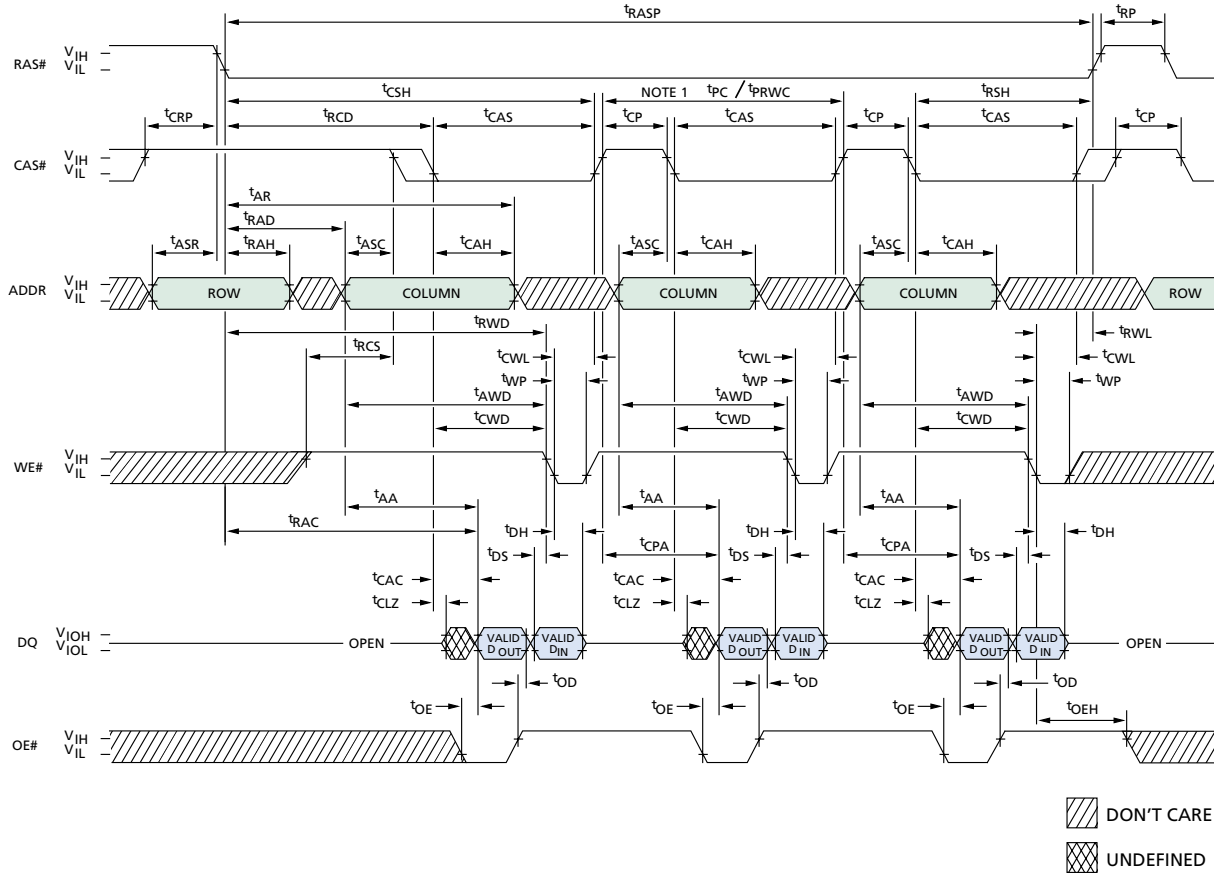 tRASP tRP
RAS# VIH
VIL
tCSH NOTE 1 tPC / tPRWC tRSH
tCRP tRCD tCAS tCP tCAS tCP tCAS tCP
CAS# VIH
VIL
tAR
tRAD
tASR tRAH tASC tCAH tASC tCAH tASC tCAH
ADDR VIH
VIL
ROW COLUMN COLUMN COLUMN ROW
tRWD tRWL
tRCS tCWL tCWL tCWL
tWP tWP tWP
tAWD tAWD tAWD
tCWD tCWD tCWD
WE# VIH
VIL
tAA tAA tAA
tRAC tDH tDH tDH
tCPA tCPA
tDS tDS tDS
tCAC tCAC tCAC
tCLZ tCLZ tCLZ
DQ VIOH
VIOL
OPEN VALID DOUT VALID DIN VALID DOUT VALID DIN VALID DOUT VALID DIN OPEN
tOD tOD tOD
tOE tOE tOE tOEH
OE# VIH
VIL
DON'T CARE
UNDEFINED